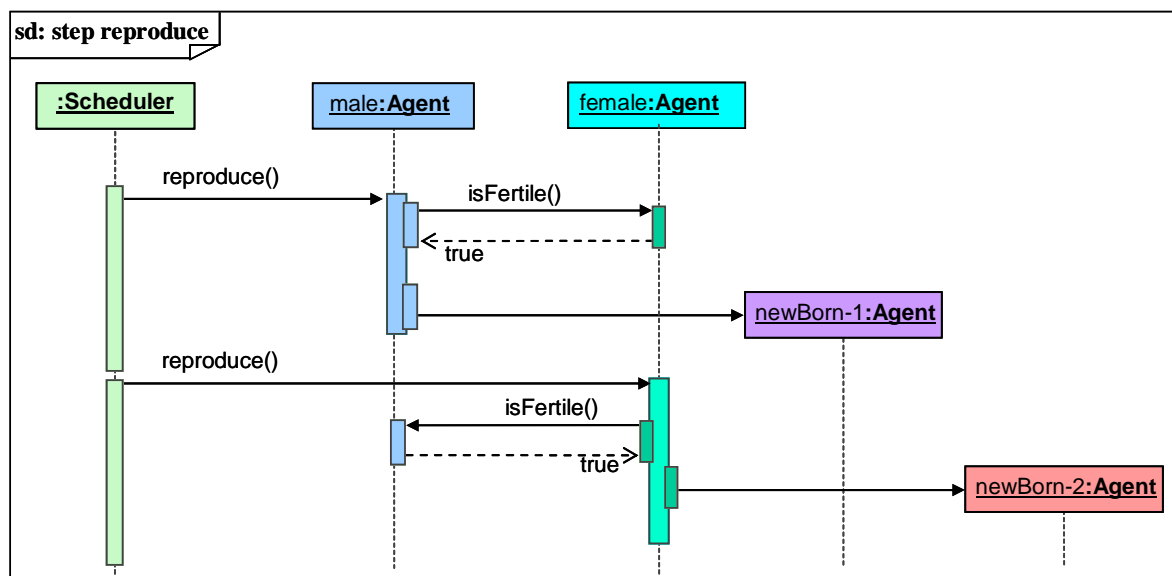 sd: step reproduce
:Scheduler
male:Agent
female:Agent
reproduce()
isFertile()
true
newBorn-1:Agent
reproduce()
isFertile()
true
newBorn-2:Agent